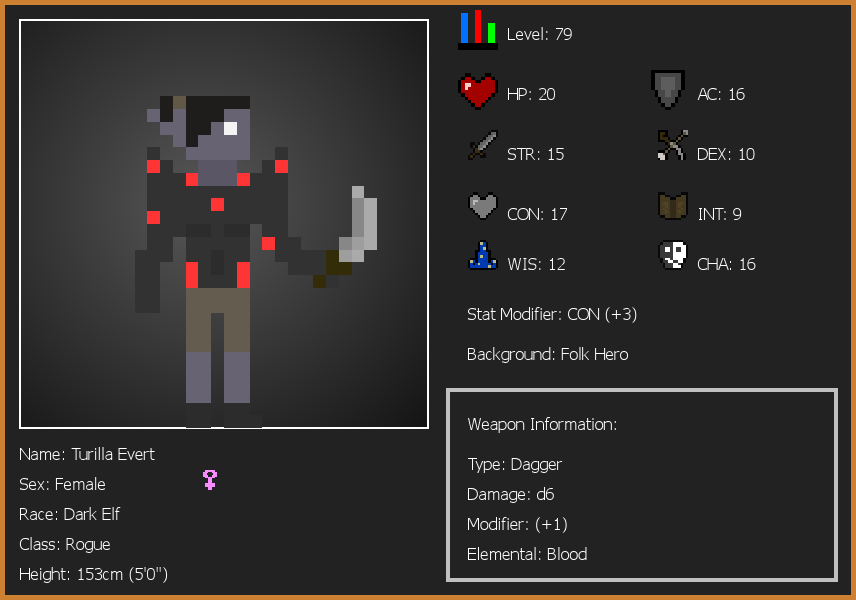 Level: 79
HP: 20
AC: 16
STR: 15
DEX: 10
CON: 17
INT: 9
WIS: 12
CHA: 16
Stat Modifier: CON (+3)
Background: Folk Hero
Weapon Information:
Type: Dagger
Damage: d6
Modifier: (+1)
Elemental: Blood
Name: Turilla Evert
Sex: Female
Race: Dark Elf
Class: Rogue
Height: 153cm (5'0")